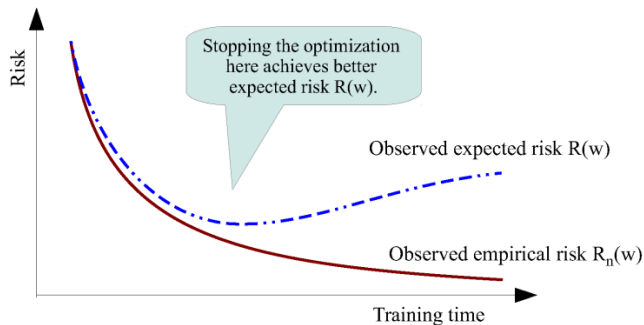 Stopping the optimization
here achieves better
expected risk R(w).
Risk
Observed expected risk R(w)
Observed empirical risk Rn(w)
Training time